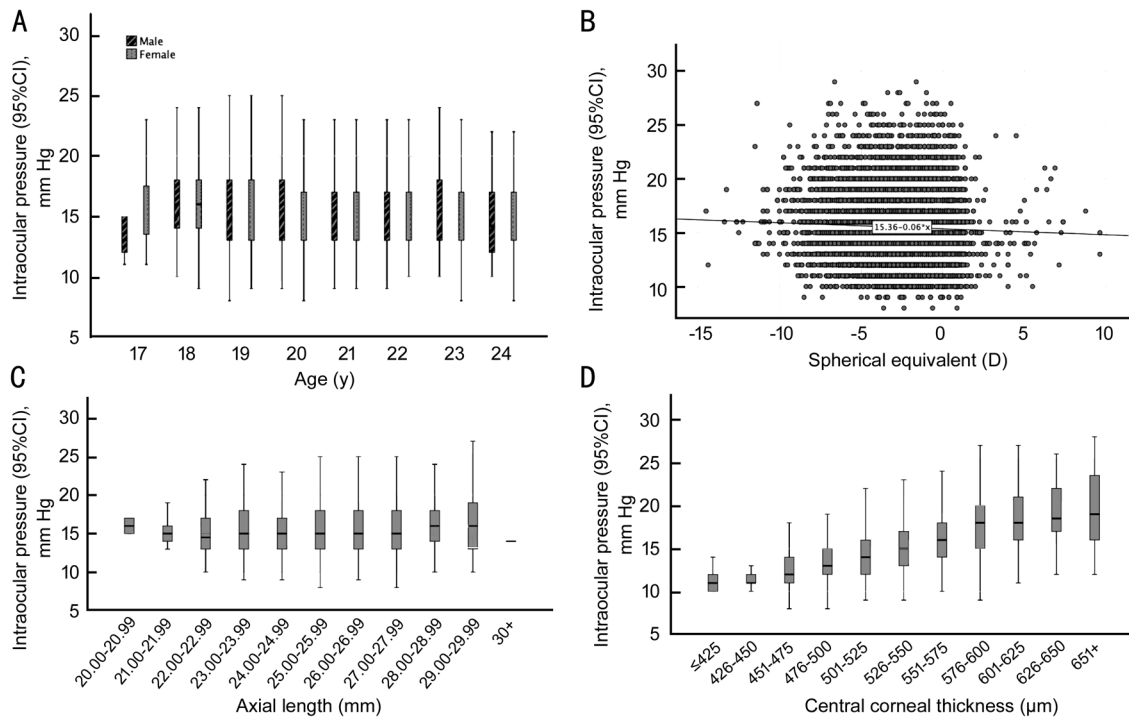 A
Intraocular pressure (95%CI),
mm Hg
30
25
20
15
10
5
Male
Female
17 18 19 20 21 22 23 24
Age (y)
B
Intraocular pressure (95%CI),
mm Hg
30
25
20
15
10
15.36-0.06*x
-15 -10 -5 0 5 10
Spherical equivalent (D)
C
Intraocular pressure (95%CI),
mm Hg
30
25
20
15
10
5
20.00-20.99
21.00-21.99
22.00-22.99
23.00-23.99
24.00-24.99
25.00-25.99
26.00-26.99
27.00-27.99
28.00-28.99
29.00-29.99
30+
Axial length (mm)
D
Intraocular pressure (95%CI),
mm Hg
30
25
20
15
10
5
≤425
426-450
451-475
476-500
501-525
526-550
551-575
576-600
601-625
626-650
651+
Central corneal thickness (μm)